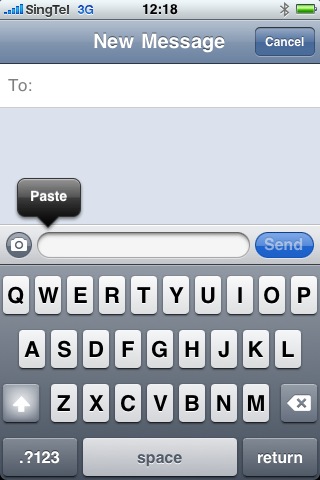 SingTel 3G 12:18
New Message Cancel
To:
Paste
Send
Q W E R T Y U I O P
A S D F G H J K L
Z X C V B N M
.?123 space return